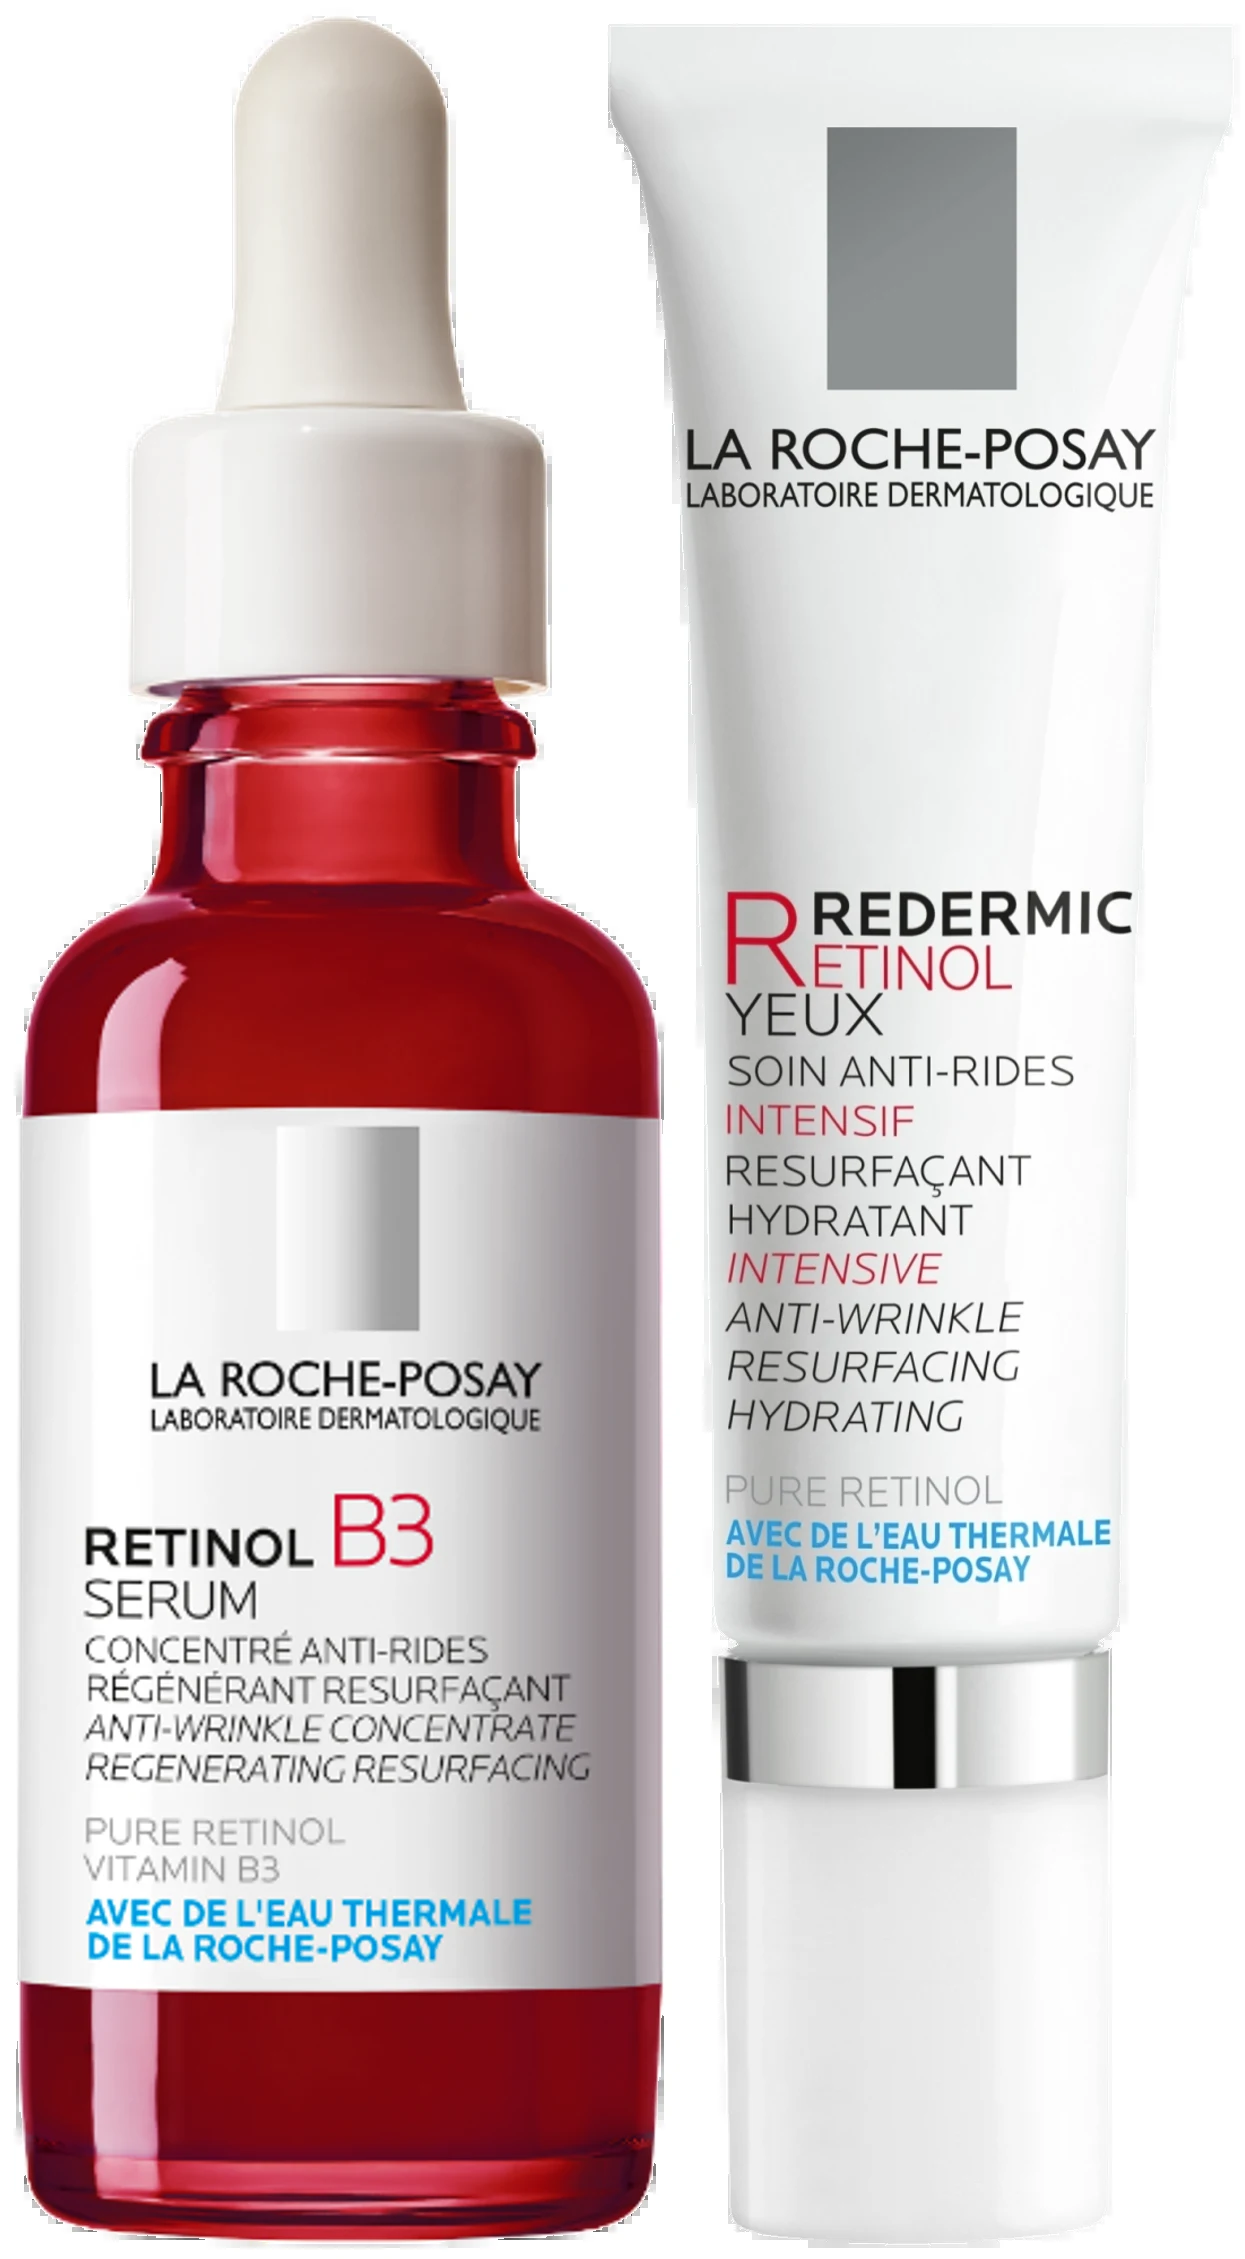 LA ROCHE-POSAY
LABORATOIRE DERMATOLOGIQUE
RETINOL B3
SERUM
CONCENTRÉ ANTI-RIDES
RÉGÉNÉRANT RESURFAÇANT
ANTI-WRINKLE CONCENTRATE
REGENERATING RESURFACING
PURE RETINOL
VITAMIN B3
AVEC DE L'EAU THERMALE
DE LA ROCHE-POSAY
LA ROCHE-POSAY
LABORATOIRE DERMATOLOGIQUE
REDERMIC
RETINOL
YEUX
SOIN ANTI-RIDES
INTENSIF
RESURFAÇANT
HYDRATANT
INTENSIVE
ANTI-WRINKLE
RESURFACING
HYDRATING
PURE RETINOL
AVEC DE L’EAU THERMALE
DE LA ROCHE-POSAY